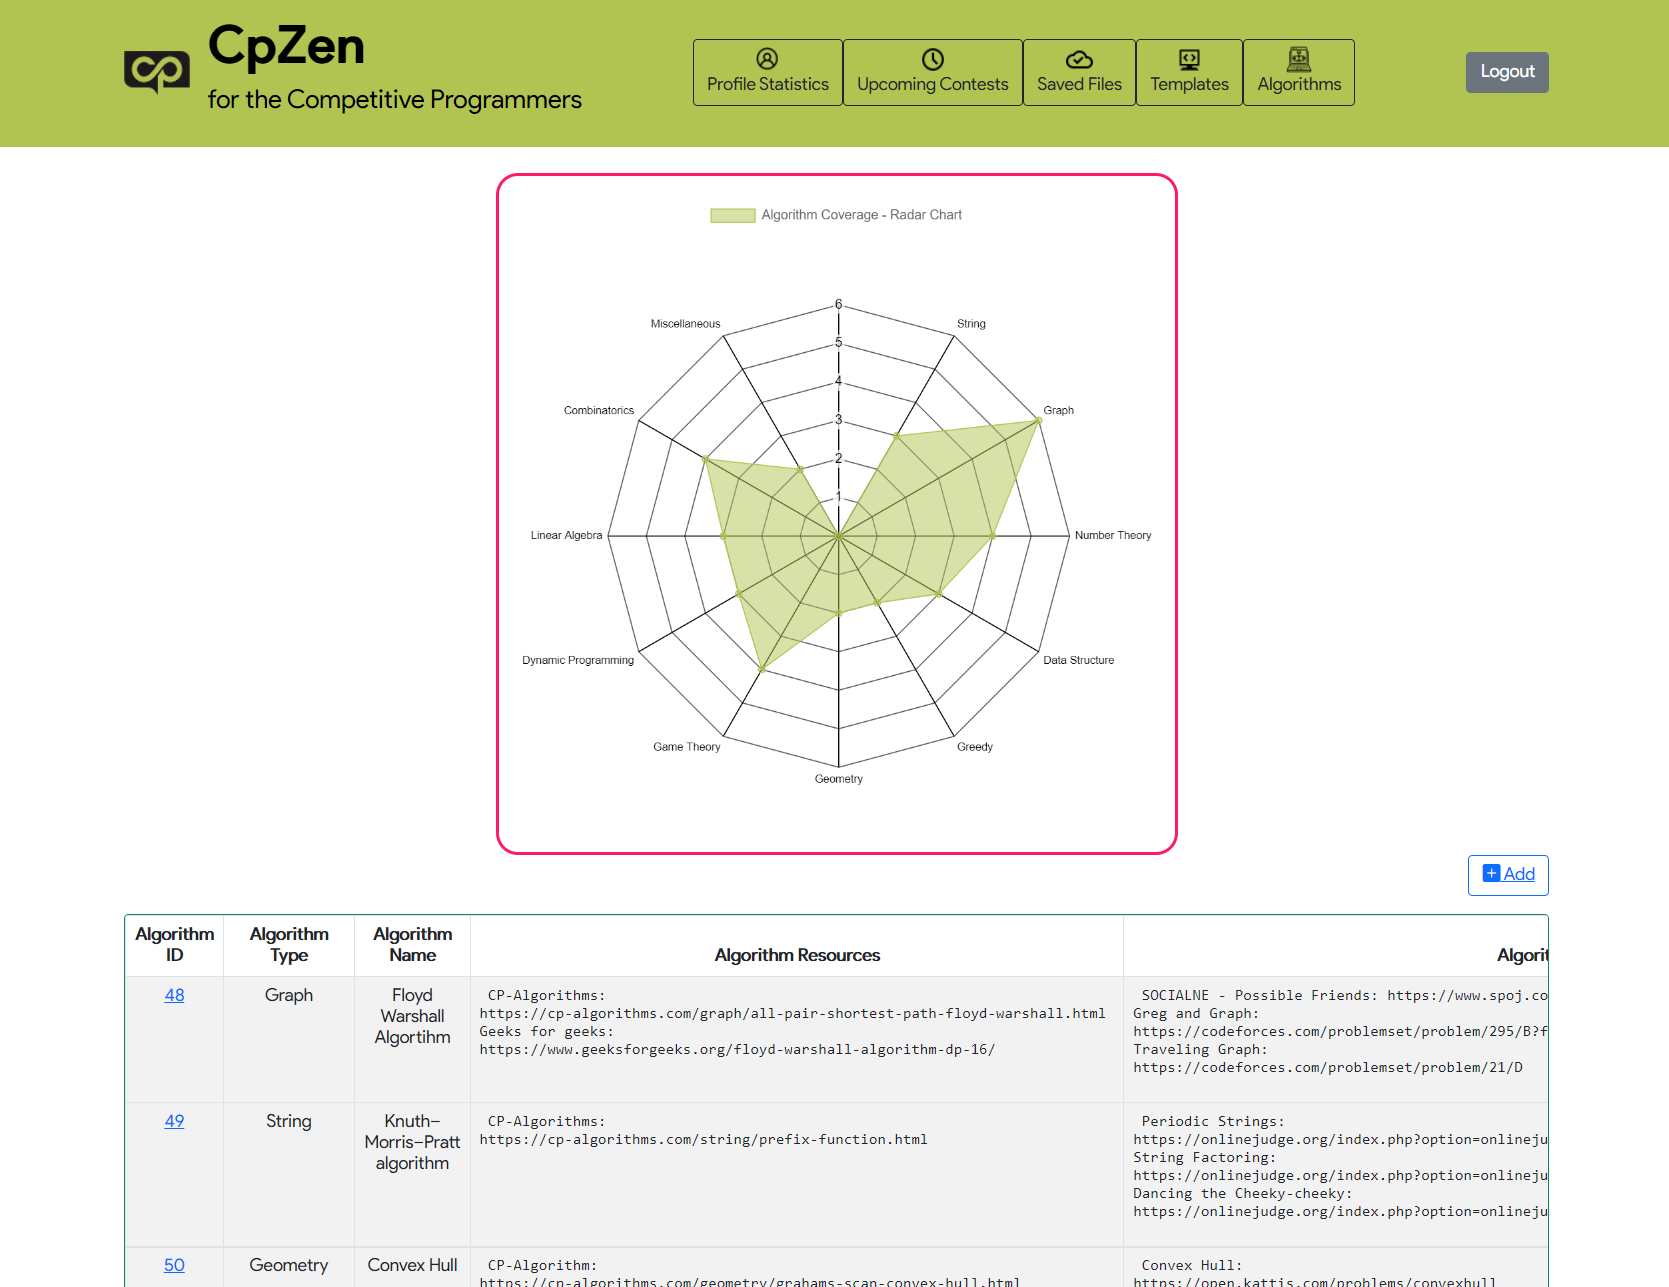 CpZen
for the Competitive Programmers
Profile Statistics
Upcoming Contests
Saved Files
Templates
Algorithms
Logout
Algorithm Coverage - Radar Chart
6
5
4
3
2
1
String
Graph
Number Theory
Data Structure
Greedy
Geometry
Game Theory
Dynamic Programming
Linear Algebra
Combinatorics
Miscellaneous
Add
Algorithm
ID
Algorithm
Type
Algorithm
Name
Algorithm Resources
Algorit
48
Graph
Floyd
Warshall
Algortihm
CP-Algorithms:
https://cp-algorithms.com/graph/all-pair-shortest-path-floyd-warshall.html
Geeks for geeks:
https://www.geeksforgeeks.org/floyd-warshall-algorithm-dp-16/
SOCIALNE - Possible Friends: https://www.spoj.co
Greg and Graph:
https://codeforces.com/problemset/problem/295/B?f
Traveling Graph:
https://codeforces.com/problemset/problem/21/D
49
String
Knuth–
Morris–Pratt
algorithm
CP-Algorithms:
https://cp-algorithms.com/string/prefix-function.html
Periodic Strings:
https://onlinejudge.org/index.php?option=onlineju
String Factoring:
https://onlinejudge.org/index.php?option=onlineju
Dancing the Cheeky-cheeky:
https://onlinejudge.org/index.php?option=onlineju
50
Geometry
Convex Hull
CP-Algorithm:
https://cp-algorithms.com/geometry/grahams-scan-convex-hull.html
Convex Hull:
https://open.kattis.com/problems/convexhull